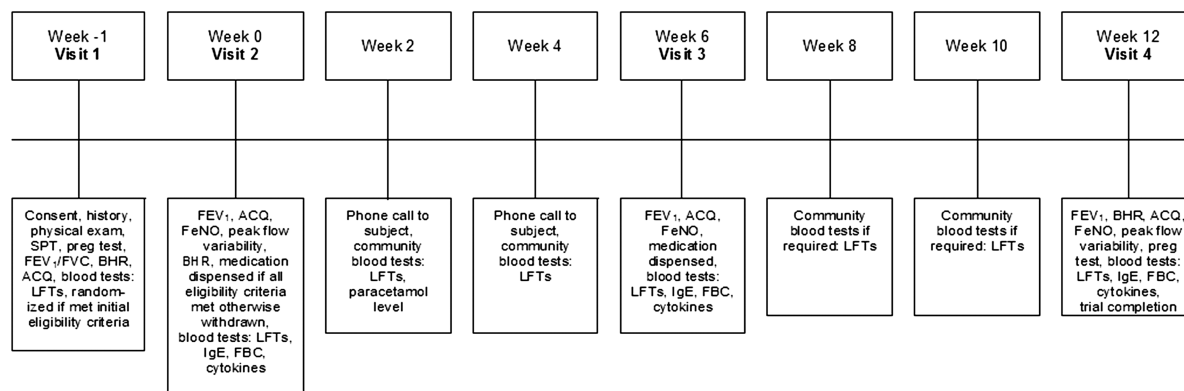 Week -1
Visit 1
Week 0
Visit 2
Week 2
Week 4
Week 6
Visit 3
Week 8
Week 10
Week 12
Visit 4
Consent, history,
physical exam,
SPT, preg test,
FEV₁/FVC, BHR,
ACQ, blood tests:
LFTs, random-
ized if met initial
eligibility criteria
FEV₁, ACQ,
FeNO, peak flow
variability,
BHR, medication
dispensed if all
eligibility criteria
met otherwise
withdrawn,
blood tests: LFTs,
IgE, FBC,
cytokines
Phone call to
subject,
community
blood tests:
LFTs,
paracetamol
level
Phone call to
subject,
community
blood tests:
LFTs
FEV₁, ACQ,
FeNO,
medication
dispensed,
blood tests:
LFTs, IgE, FBC,
cytokines
Community
blood tests if
required: LFTs
Community
blood tests if
required: LFTs
FEV₁, BHR, ACQ,
FeNO, peak flow
variability, preg
test, blood tests:
LFTs, IgE, FBC,
cytokines,
trial completion